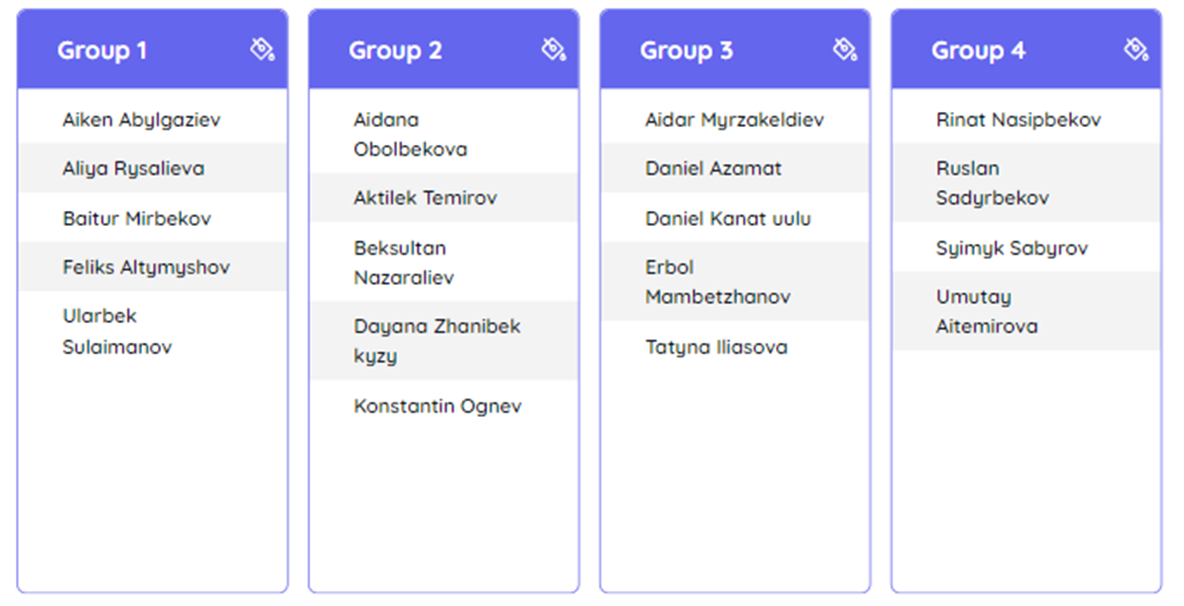 Group 1
Aiken Abylgaziev
Aliya Rysalieva
Baitur Mirbekov
Feliks Altymyshov
Ularbek
Sulaimanov
Group 2
Aidana
Obolbekova
Aktilek Temirov
Beksultan
Nazaraliev
Dayana Zhanibek
kyzy
Konstantin Ognev
Group 3
Aidar Myrzakeldiev
Daniel Azamat
Daniel Kanat uulu
Erbol
Mambetzhanov
Tatyna Iliasova
Group 4
Rinat Nasipbekov
Ruslan
Sadyrbekov
Syimyk Sabyrov
Umutay
Aitemirova